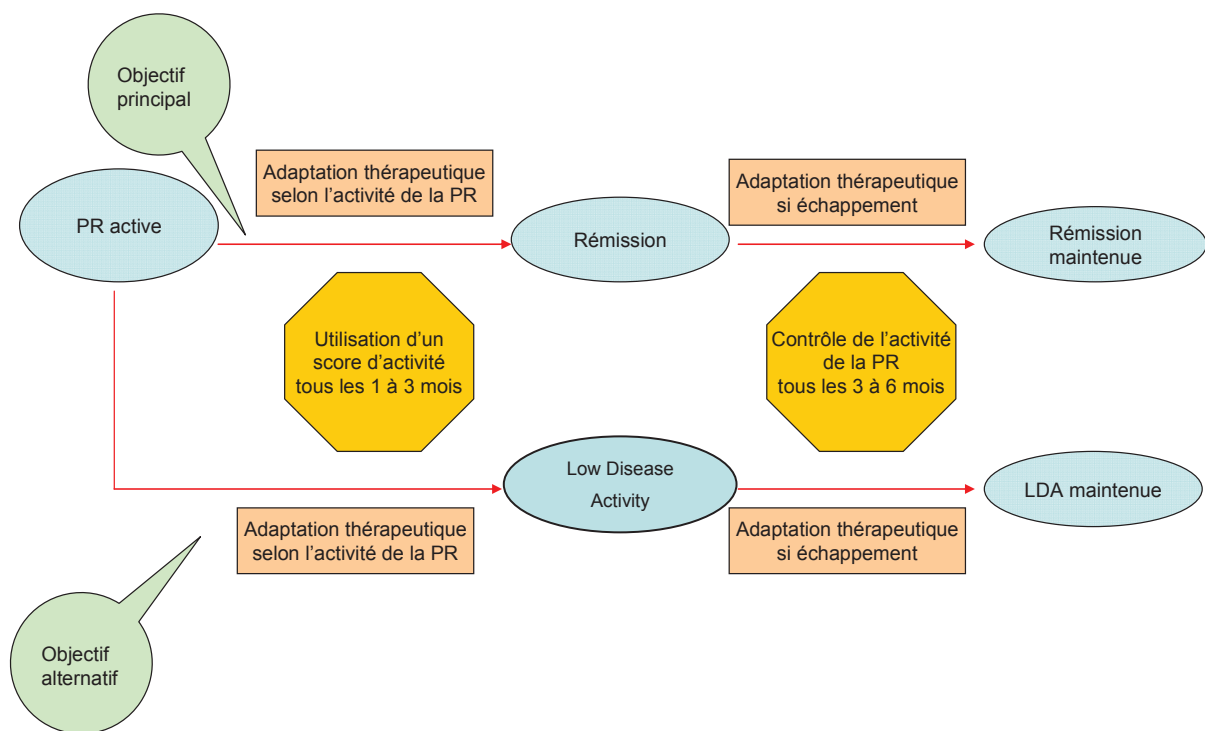 Objectif
principal
Adaptation thérapeutique
selon l’activité de la PR
Adaptation thérapeutique
si échappement
PR active
Rémission
Rémission
maintenue
Utilisation d’un
score d’activité
tous les 1 à 3 mois
Contrôle de l’activité
de la PR
tous les 3 à 6 mois
Low Disease
Activity
LDA maintenue
Adaptation thérapeutique
selon l’activité de la PR
Adaptation thérapeutique
si échappement
Objectif
alternatif